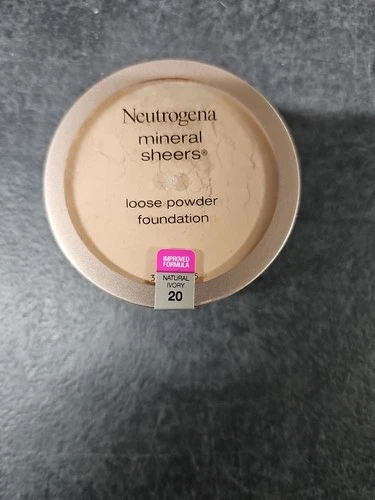 Neutrogena
mineral
sheers®
loose powder
foundation
IMPROVED
FORMULA
NATURAL
IVORY
20